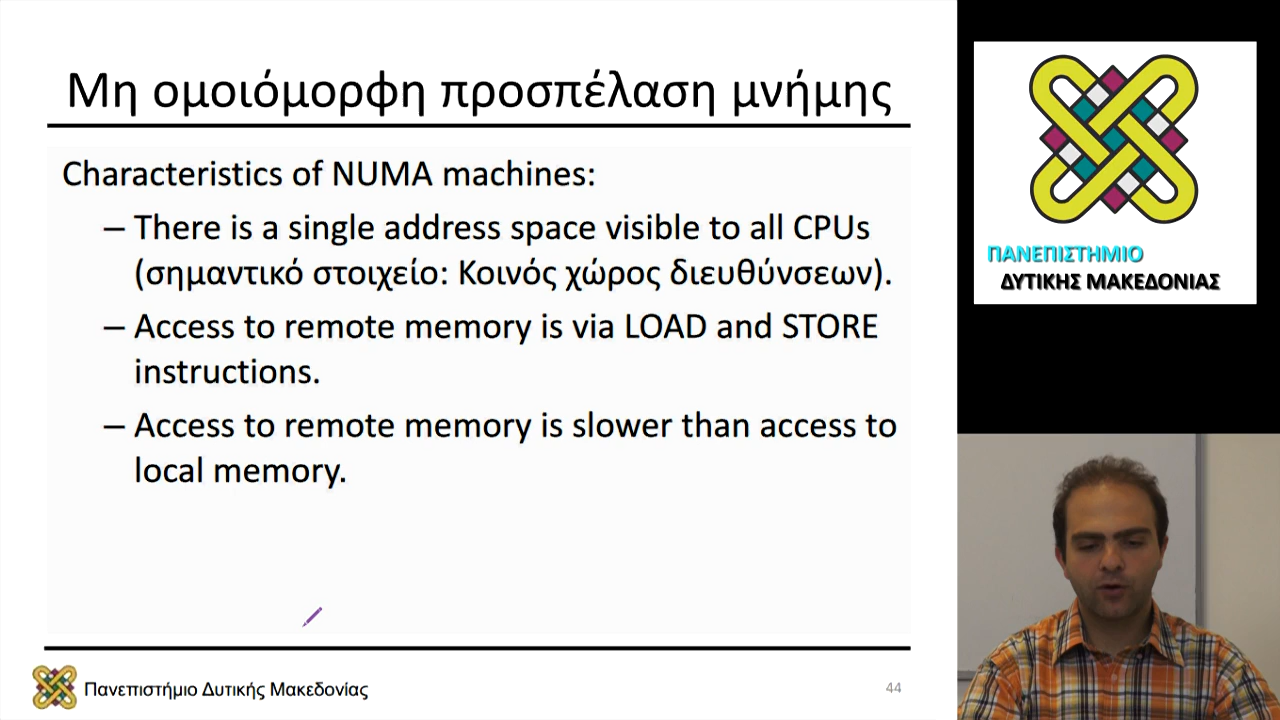 Μη ομοιόμορφη προσπέλαση μνήμης
Characteristics of NUMA machines:
– There is a single address space visible to all CPUs
(σημαντικό στοιχείο: Κοινός χώρος διευθύνσεων).
– Access to remote memory is via LOAD and STORE
instructions.
– Access to remote memory is slower than access to
local memory.
Πανεπιστήμιο Δυτικής Μακεδονίας
44
ΠΑΝΕΠΙΣΤΗΜΙΟ
ΔΥΤΙΚΗΣ ΜΑΚΕΔΟΝΙΑΣ